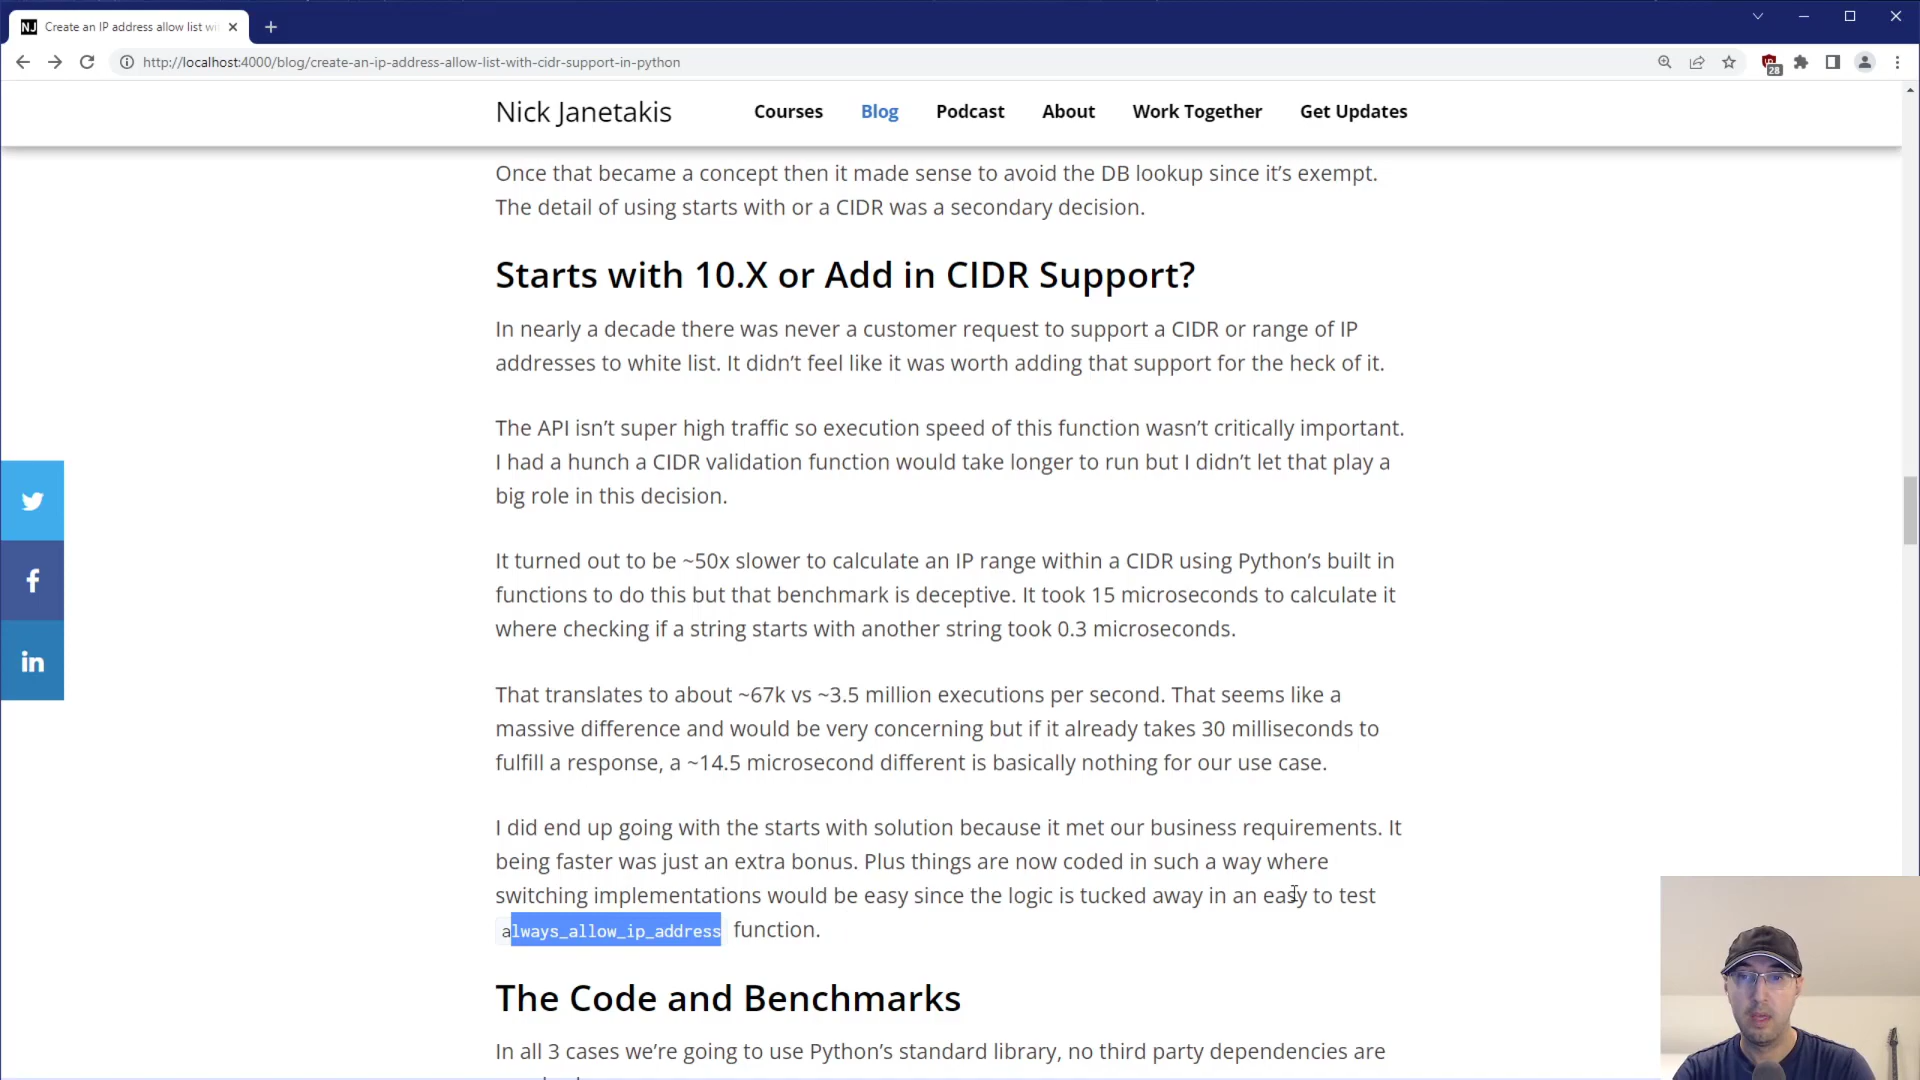 NJ Create an IP address allow list wi
http://localhost:4000/blog/create-an-ip-address-allow-list-with-cidr-support-in-python
28
Nick Janetakis Courses Blog Podcast About Work Together Get Updates
Once that became a concept then it made sense to avoid the DB lookup since it’s exempt.
The detail of using starts with or a CIDR was a secondary decision.
Starts with 10.X or Add in CIDR Support?
In nearly a decade there was never a customer request to support a CIDR or range of IP
addresses to white list. It didn’t feel like it was worth adding that support for the heck of it.
The API isn’t super high traffic so execution speed of this function wasn’t critically important.
I had a hunch a CIDR validation function would take longer to run but I didn’t let that play a
big role in this decision.
It turned out to be ~50x slower to calculate an IP range within a CIDR using Python’s built in
functions to do this but that benchmark is deceptive. It took 15 microseconds to calculate it
where checking if a string starts with another string took 0.3 microseconds.
That translates to about ~67k vs ~3.5 million executions per second. That seems like a
massive difference and would be very concerning but if it already takes 30 milliseconds to
fulfill a response, a ~14.5 microsecond different is basically nothing for our use case.
I did end up going with the starts with solution because it met our business requirements. It
being faster was just an extra bonus. Plus things are now coded in such a way where
switching implementations would be easy since the logic is tucked away in an easy to test
always_allow_ip_address function.
The Code and Benchmarks
In all 3 cases we’re going to use Python’s standard library, no third party dependencies are